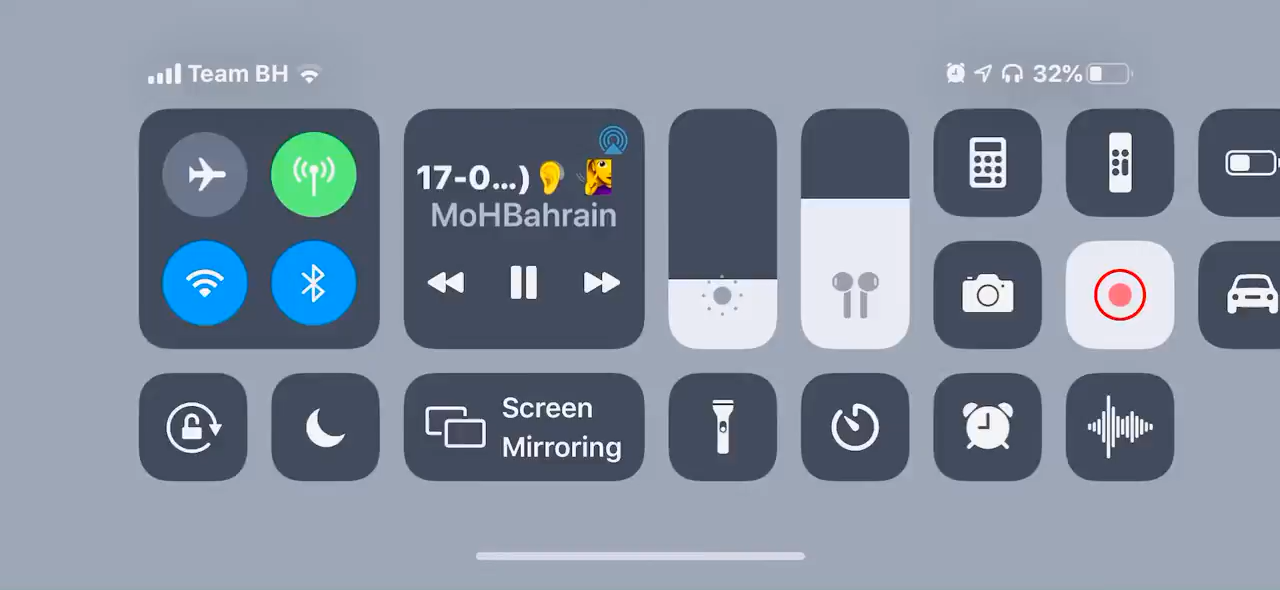 Team BH
32%
17-0...)👂🧏‍♀️
MoHBahrain
Screen
Mirroring